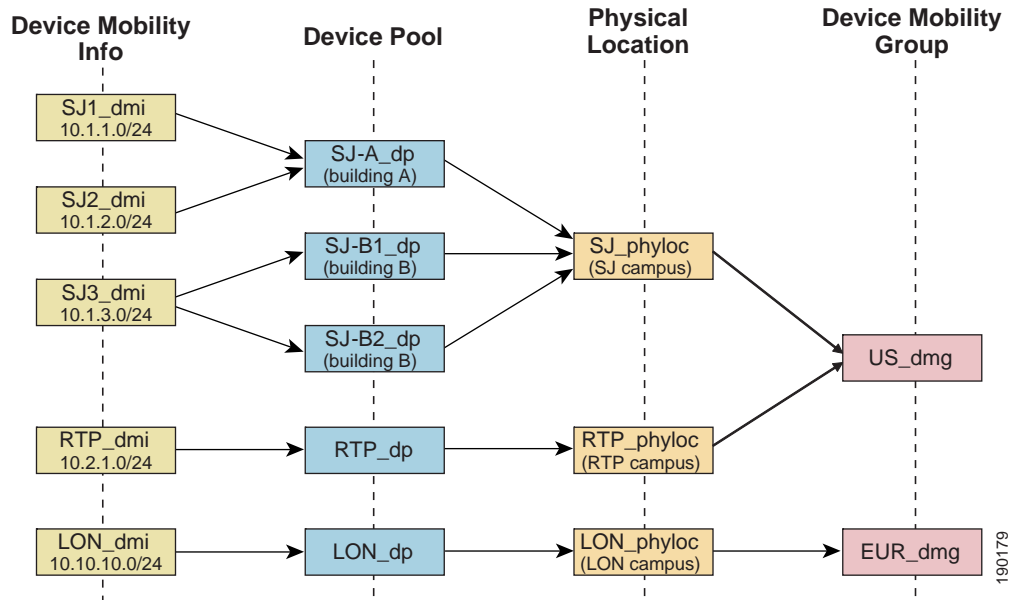 Device Mobility
Info
Device Pool
Physical
Location
Device Mobility
Group
SJ1_dmi
10.1.1.0/24
SJ-A_dp
(building A)
SJ2_dmi
10.1.2.0/24
SJ-B1_dp
(building B)
SJ_phyloc
(SJ campus)
SJ3_dmi
10.1.3.0/24
SJ-B2_dp
(building B)
US_dmg
RTP_dmi
10.2.1.0/24
RTP_dp
RTP_phyloc
(RTP campus)
LON_dmi
10.10.10.0/24
LON_dp
LON_phyloc
(LON campus)
EUR_dmg
190179